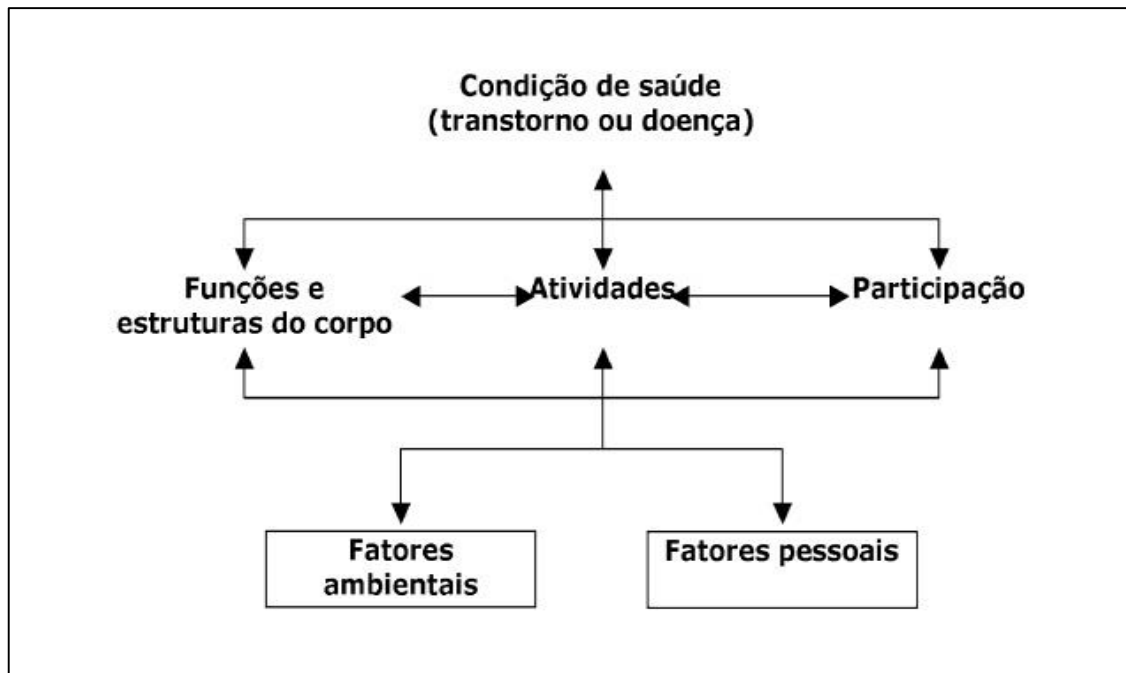 Condição de saúde
(transtorno ou doença)
Funções e
estruturas do corpo
Atividades
Participação
Fatores
ambientais
Fatores pessoais